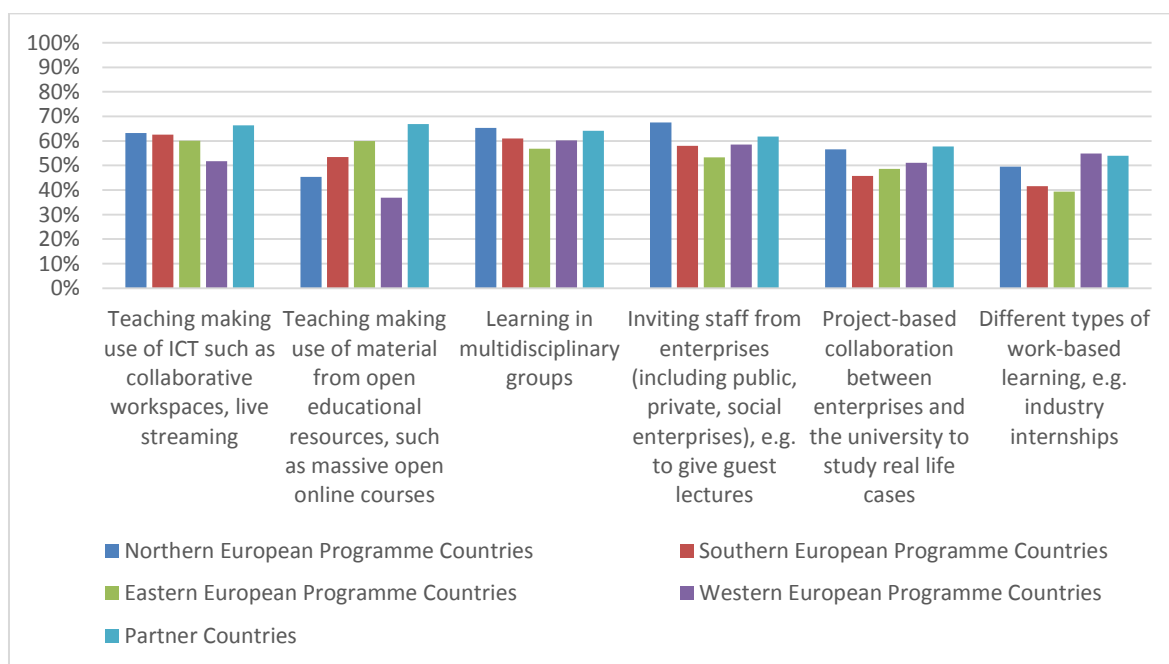 100%
90%
80%
70%
60%
50%
40%
30%
20%
10%
0%
Teaching making
use of ICT such as
collaborative
workspaces, live
streaming
Teaching making
use of material
from open
educational
resources, such
as massive open
online courses
Learning in
multidisciplinary
groups
Inviting staff from
enterprises
(including public,
private, social
enterprises), e.g.
to give guest
lectures
Project-based
collaboration
between
enterprises and
the university to
study real life
cases
Different types of
work-based
learning, e.g.
industry
internships
Northern European Programme Countries
Southern European Programme Countries
Eastern European Programme Countries
Western European Programme Countries
Partner Countries